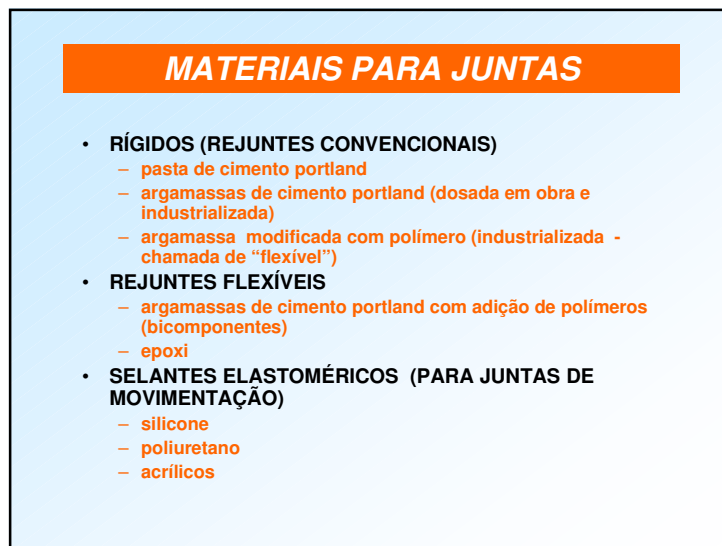 MATERIAIS PARA JUNTAS
• RÍGIDOS (REJUNTES CONVENCIONAIS)
– pasta de cimento portland
– argamassas de cimento portland (dosada em obra e
industrializada)
– argamassa modificada com polímero (industrializada -
chamada de “flexível”)
• REJUNTES FLEXÍVEIS
– argamassas de cimento portland com adição de polímeros
(bicomponentes)
– epoxi
• SELANTES ELASTOMÉRICOS (PARA JUNTAS DE
MOVIMENTAÇÃO)
– silicone
– poliuretano
– acrílicos